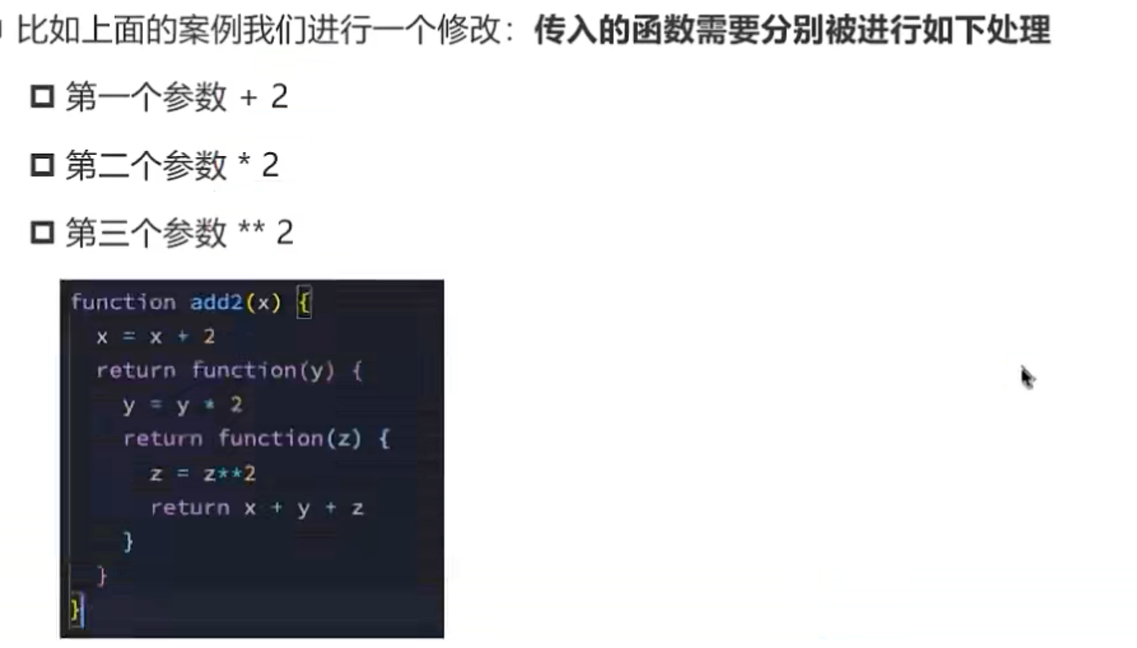 比如上面的案例我们进行一个修改：传入的函数需要分别被进行如下处理
第一个参数 + 2
第二个参数 * 2
第三个参数 ** 2
function add2(x) {
x = x + 2
return function(y) {
y = y * 2
return function(z) {
z = z**2
return x + y + z
}
}
}